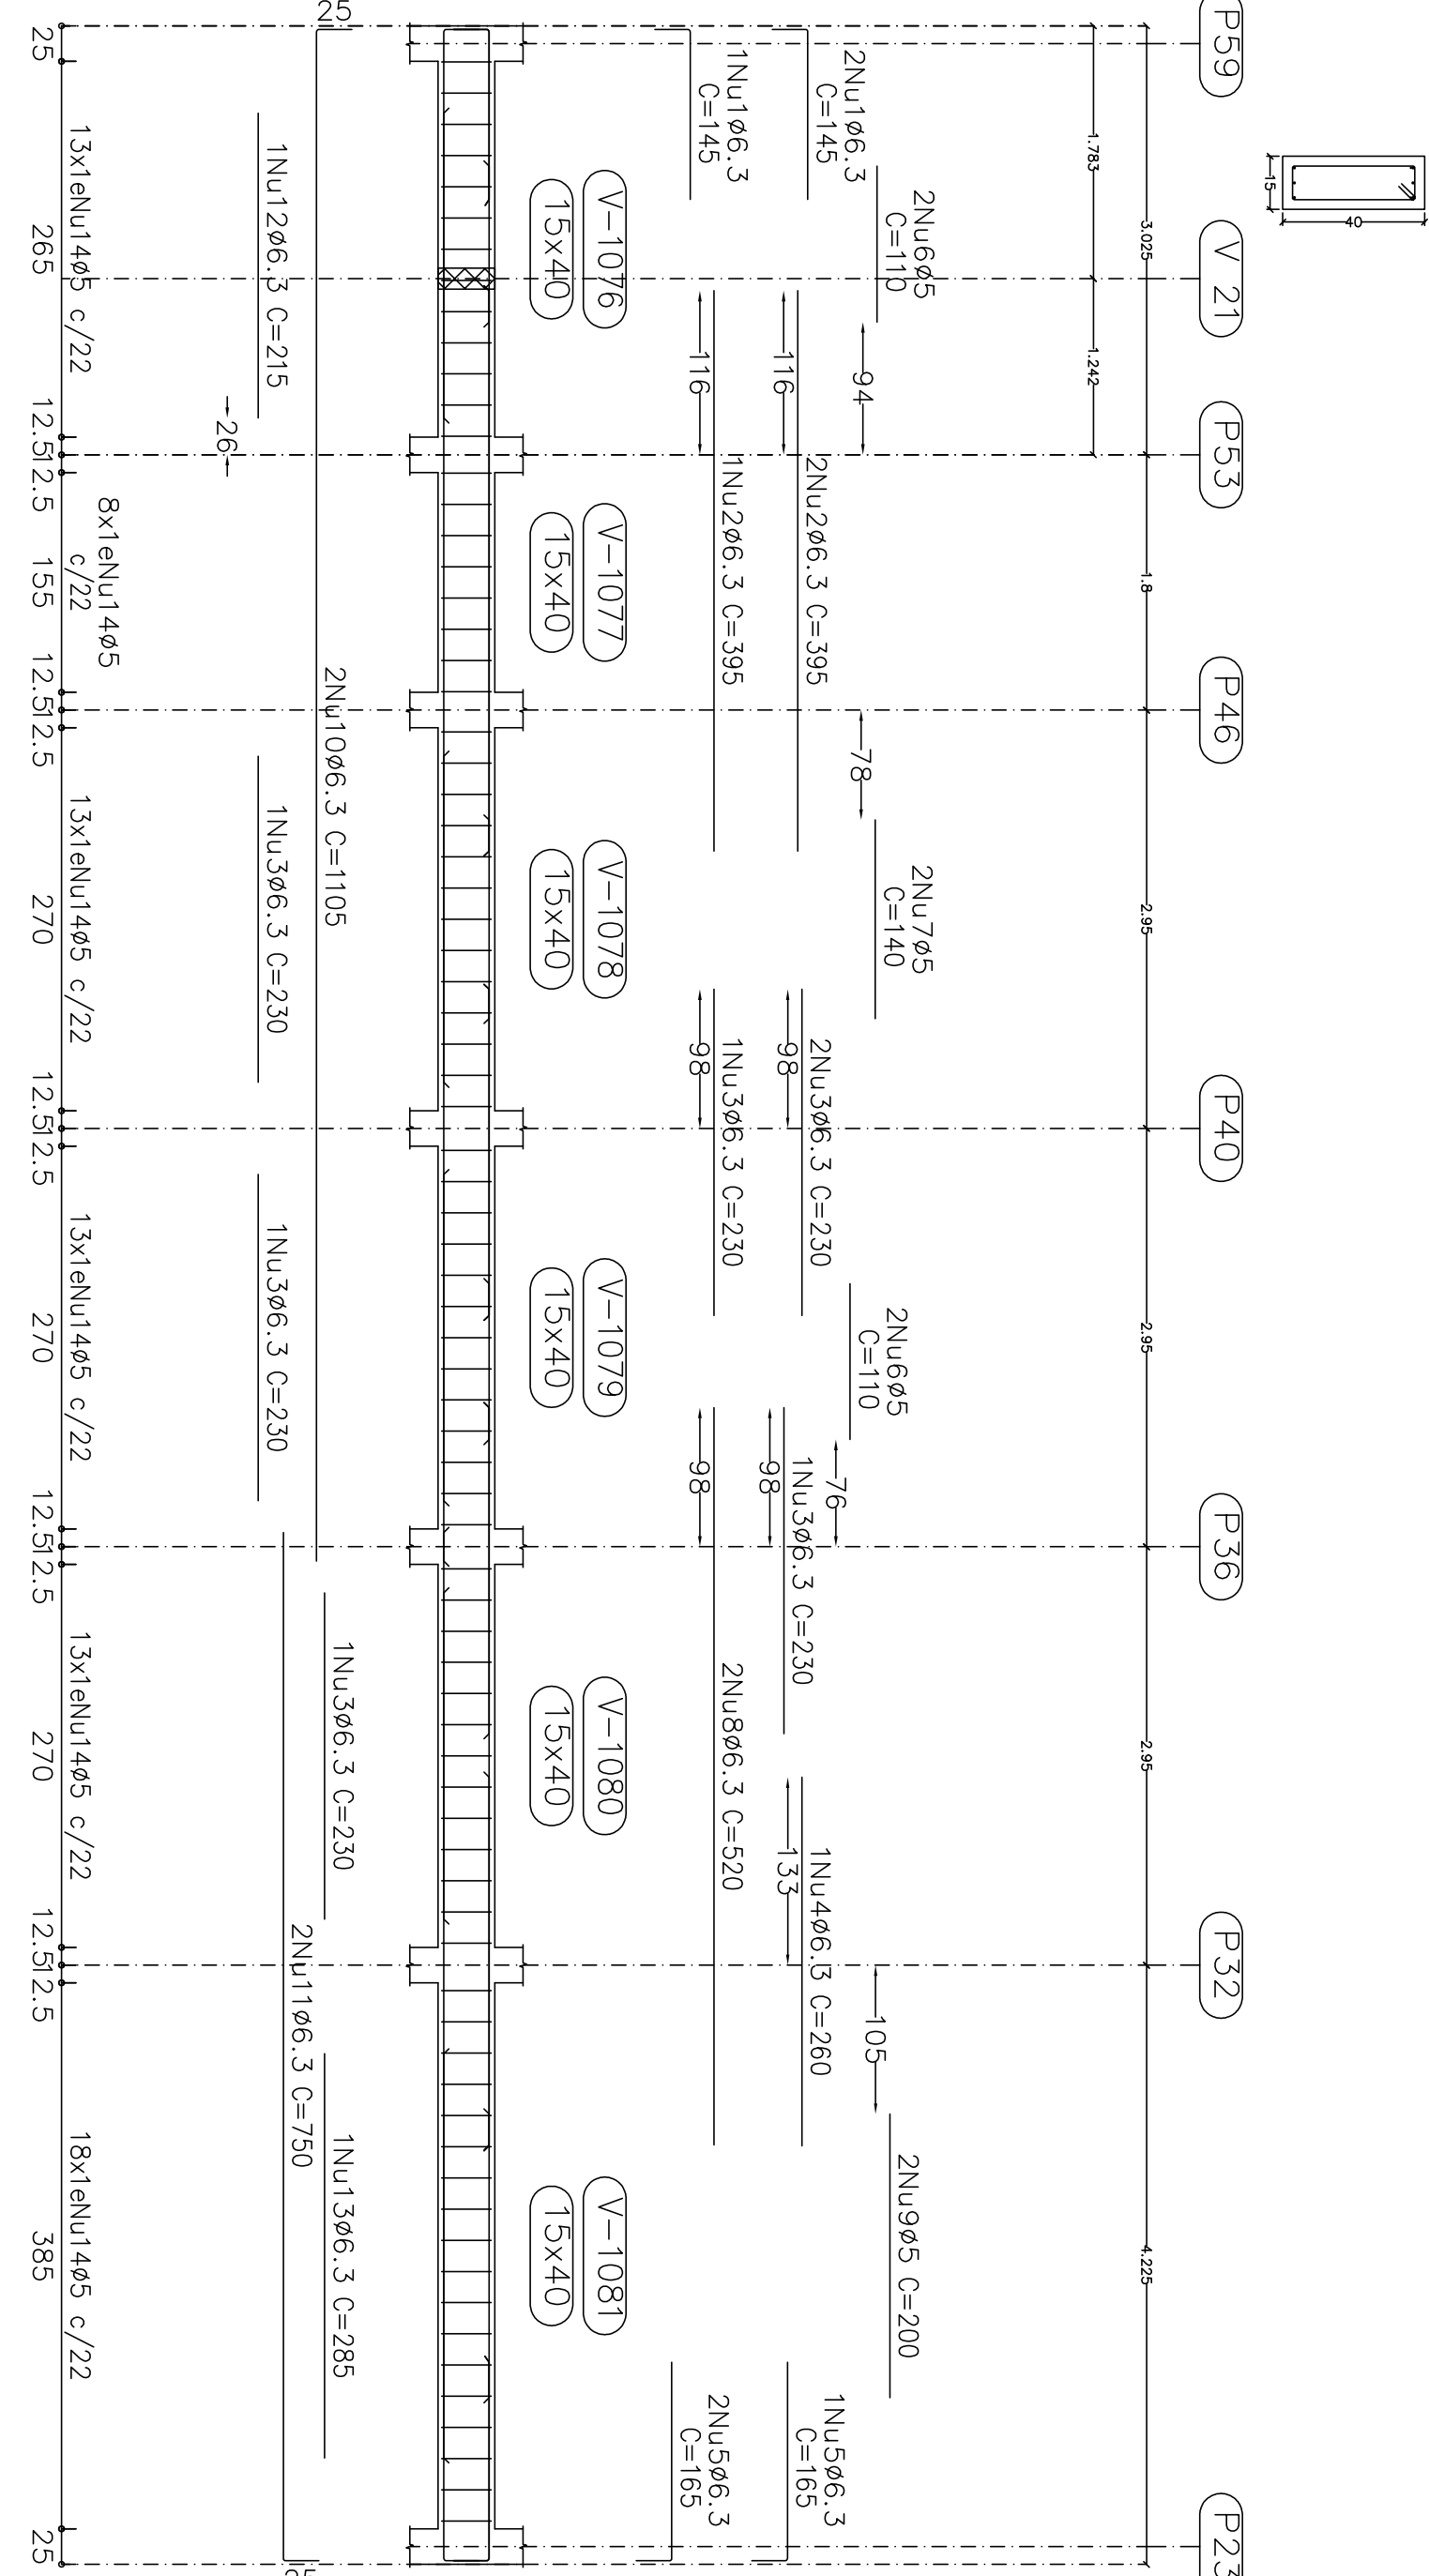 P59
V 21
P53
P46
P40
P36
P32
P23
15
40
3.025
1.8
2.95
2.95
2.95
4.225
1.783
1.242
2Nu6ø5
C=110
94
78
2Nu7ø5
C=140
2Nu6ø5
C=110
76
105
2Nu9ø5 C=200
2Nu1ø6.3
C=145
116
2Nu2ø6.3 C=395
98
2Nu3ø6.3 C=230
98
1Nu3ø6.3 C=230
133
1Nu4ø6.3 C=260
1Nu5ø6.3
C=165
1Nu1ø6.3
C=145
116
1Nu2ø6.3 C=395
98
1Nu3ø6.3 C=230
98
2Nu8ø6.3 C=520
2Nu5ø6.3
C=165
V-1076
15x40
V-1077
15x40
V-1078
15x40
V-1079
15x40
V-1080
15x40
V-1081
15x40
25
2Nu10ø6.3 C=1105
1Nu3ø6.3 C=230
1Nu13ø6.3 C=285
2Nu11ø6.3 C=750
1Nu12ø6.3 C=215
1Nu3ø6.3 C=230
1Nu3ø6.3 C=230
26
13x1eNu14ø5 c/22
8x1eNu14ø5
c/22
13x1eNu14ø5 c/22
13x1eNu14ø5 c/22
13x1eNu14ø5 c/22
18x1eNu14ø5 c/22
25 265 12.5 12.5 155 12.5 12.5 270 12.5 12.5 270 12.5 12.5 270 12.5 12.5 385 25